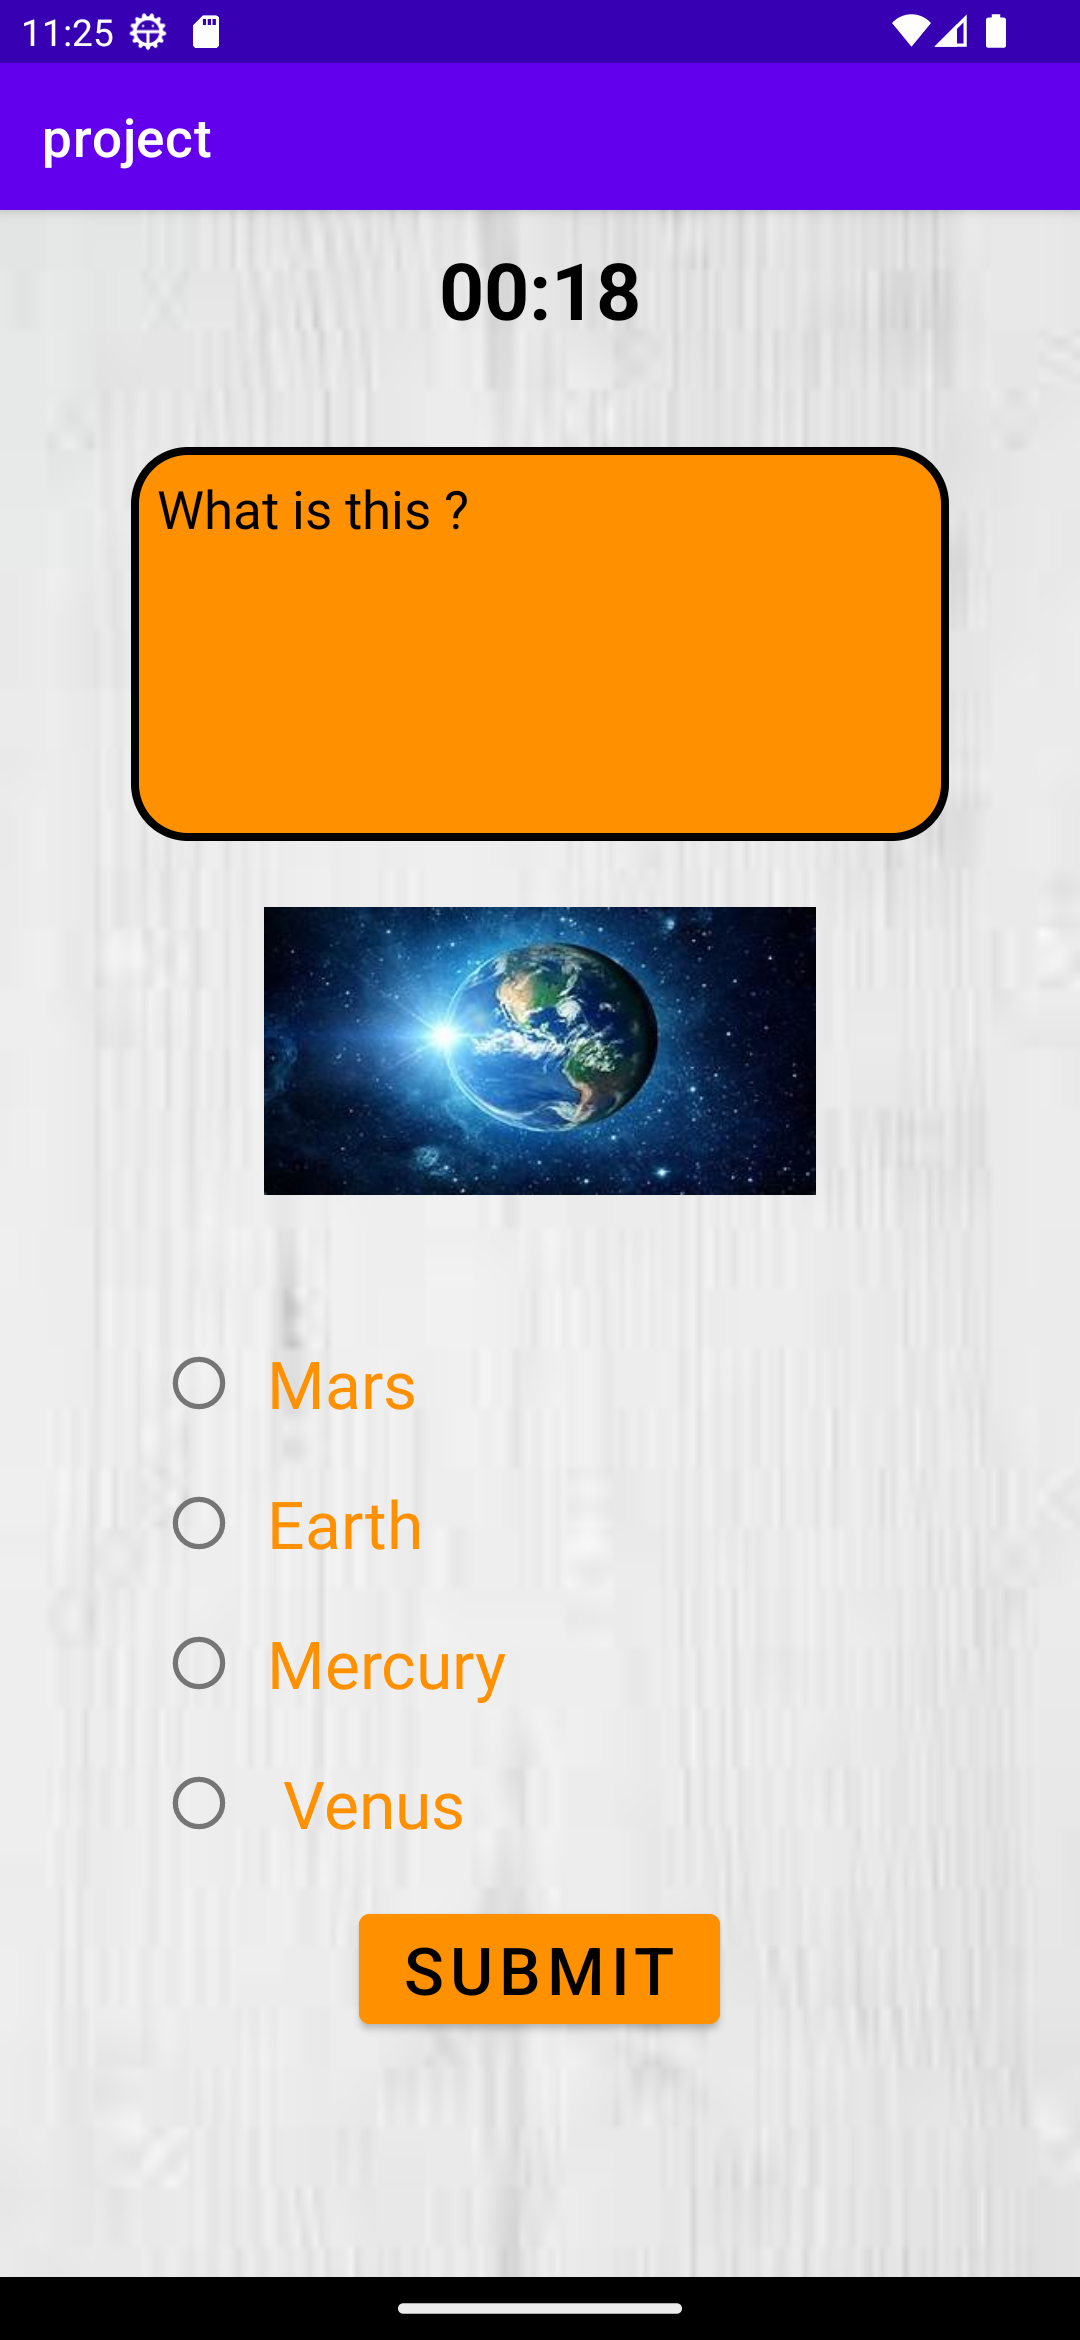 11:25
project
00:18
What is this ?
Mars
Earth
Mercury
Venus
SUBMIT